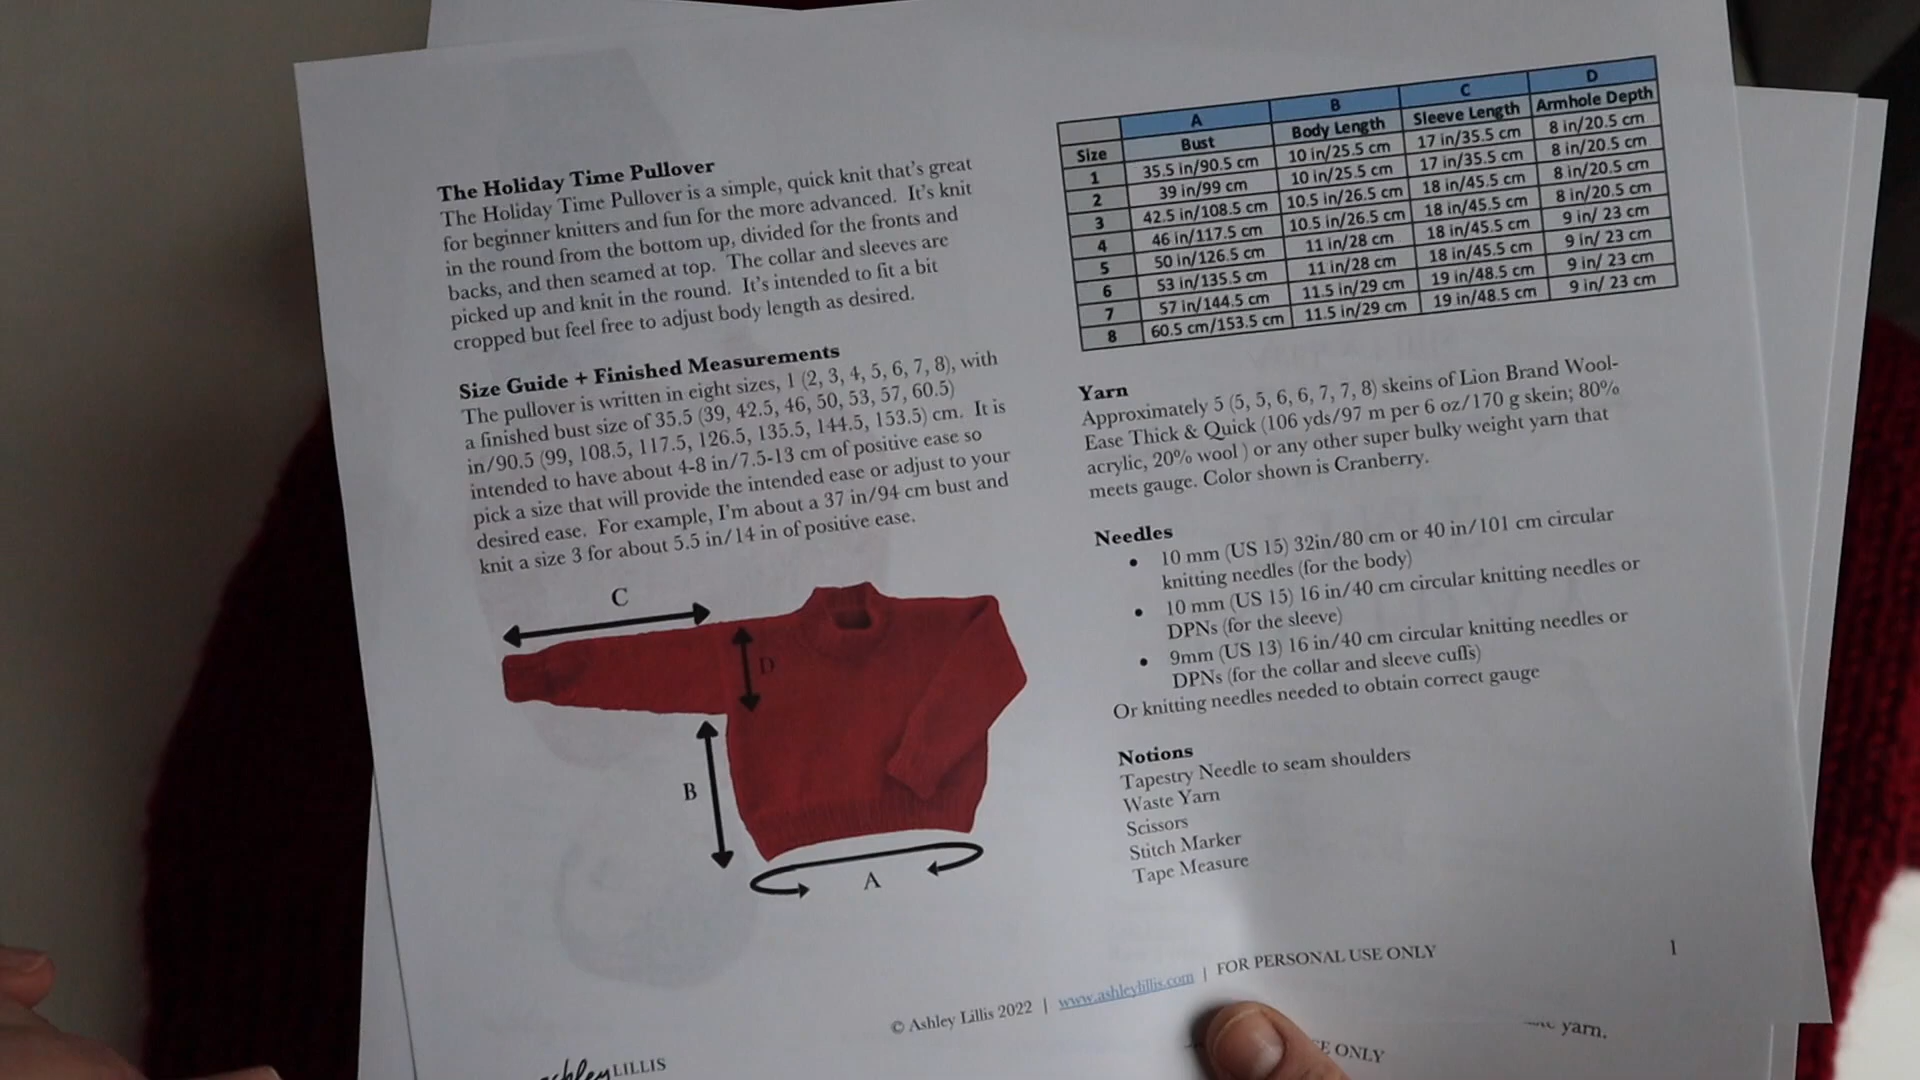 The Holiday Time Pullover
The Holiday Time Pullover is a simple, quick knit that's great
for beginner knitters and fun for the more advanced. It's knit
in the round from the bottom up, divided for the fronts and
backs, and then seamed at top. The collar and sleeves are
picked up and knit in the round. It's intended to fit a bit
cropped but feel free to adjust body length as desired.
Size Guide + Finished Measurements
The pullover is written in eight sizes, 1 (2, 3, 4, 5, 6, 7, 8), with
a finished bust size of 35.5 (39, 42.5, 46, 50, 53, 57, 60.5)
in/90.5 (99, 108.5, 117.5, 126.5, 135.5, 144.5, 153.5) cm. It is
intended to have about 4-8 in/7.5-13 cm of positive ease so
pick a size that will provide the intended ease or adjust to your
desired ease. For example, I'm about a 37 in/94 cm bust and
knit a size 3 for about 5.5 in/14 in of positive ease.
C
D
B
A
A B C D
Size Bust Body Length Sleeve Length Armhole Depth
1 35.5 in/90.5 cm 10 in/25.5 cm 17 in/35.5 cm 8 in/20.5 cm
2 39 in/99 cm 10 in/25.5 cm 17 in/35.5 cm 8 in/20.5 cm
3 42.5 in/108.5 cm 10.5 in/26.5 cm 18 in/45.5 cm 8 in/20.5 cm
4 46 in/117.5 cm 10.5 in/26.5 cm 18 in/45.5 cm 8 in/20.5 cm
5 50 in/126.5 cm 11 in/28 cm 18 in/45.5 cm 9 in/ 23 cm
6 53 in/135.5 cm 11 in/28 cm 18 in/45.5 cm 9 in/ 23 cm
7 57 in/144.5 cm 11.5 in/29 cm 19 in/48.5 cm 9 in/ 23 cm
8 60.5 cm/153.5 cm 11.5 in/29 cm 19 in/48.5 cm 9 in/ 23 cm
Yarn
Approximately 5 (5, 5, 6, 6, 7, 7, 8) skeins of Lion Brand Wool-
Ease Thick & Quick (106 yds/97 m per 6 oz/170 g skein; 80%
acrylic, 20% wool ) or any other super bulky weight yarn that
meets gauge. Color shown is Cranberry.
Needles
• 10 mm (US 15) 32in/80 cm or 40 in/101 cm circular
knitting needles (for the body)
• 10 mm (US 15) 16 in/40 cm circular knitting needles or
DPNs (for the sleeve)
• 9mm (US 13) 16 in/40 cm circular knitting needles or
DPNs (for the collar and sleeve cuffs)
Or knitting needles needed to obtain correct gauge
Notions
Tapestry Needle to seam shoulders
Waste Yarn
Scissors
Stitch Marker
Tape Measure
1
© Ashley Lillis 2022 | www.ashleylillis.com | FOR PERSONAL USE ONLY
yarn.
ONLY
LILLIS